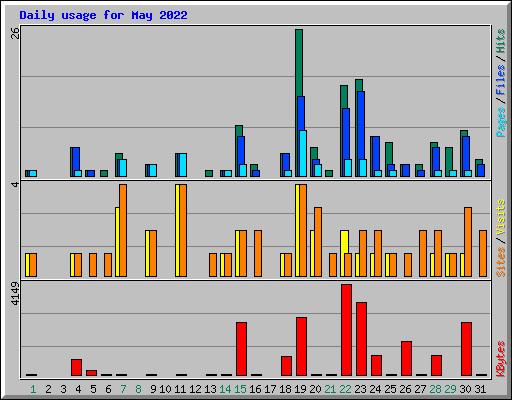 Daily usage for May 2022
26
Pages / Files / Hits
4
Sites / Visits
4149
KBytes
1 2 3 4 5 6 7 8 9 10 11 12 13 14 15 16 17 18 19 20 21 22 23 24 25 26 27 28 29 30 31